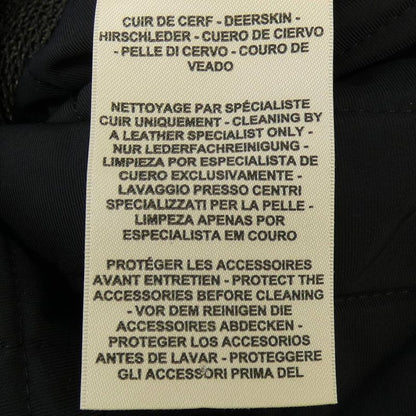 CUIR DE CERF - DEERSKIN -
HIRSCHLEDER - CUERO DE CIERVO
- PELLE DI CERVO - COURO DE
VEADO
NETTOYAGE PAR SPÉCIALISTE
CUIR UNIQUEMENT - CLEANING BY
A LEATHER SPECIALIST ONLY -
NUR LEDERFACHREINIGUNG -
LIMPIEZA POR ESPECIALISTA DE
CUERO EXCLUSIVAMENTE -
LAVAGGIO PRESSO CENTRI
SPECIALIZZATI PER LA PELLE -
LIMPEZA APENAS POR
ESPECIALISTA EM COURO
PROTÉGER LES ACCESSOIRES
AVANT ENTRETIEN - PROTECT THE
ACCESSORIES BEFORE CLEANING
- VOR DEM REINIGEN DIE
ACCESSOIRES ABDECKEN -
PROTEGER LOS ACCESORIOS
ANTES DE LAVAR - PROTEGGERE
GLI ACCESSORI PRIMA DEL